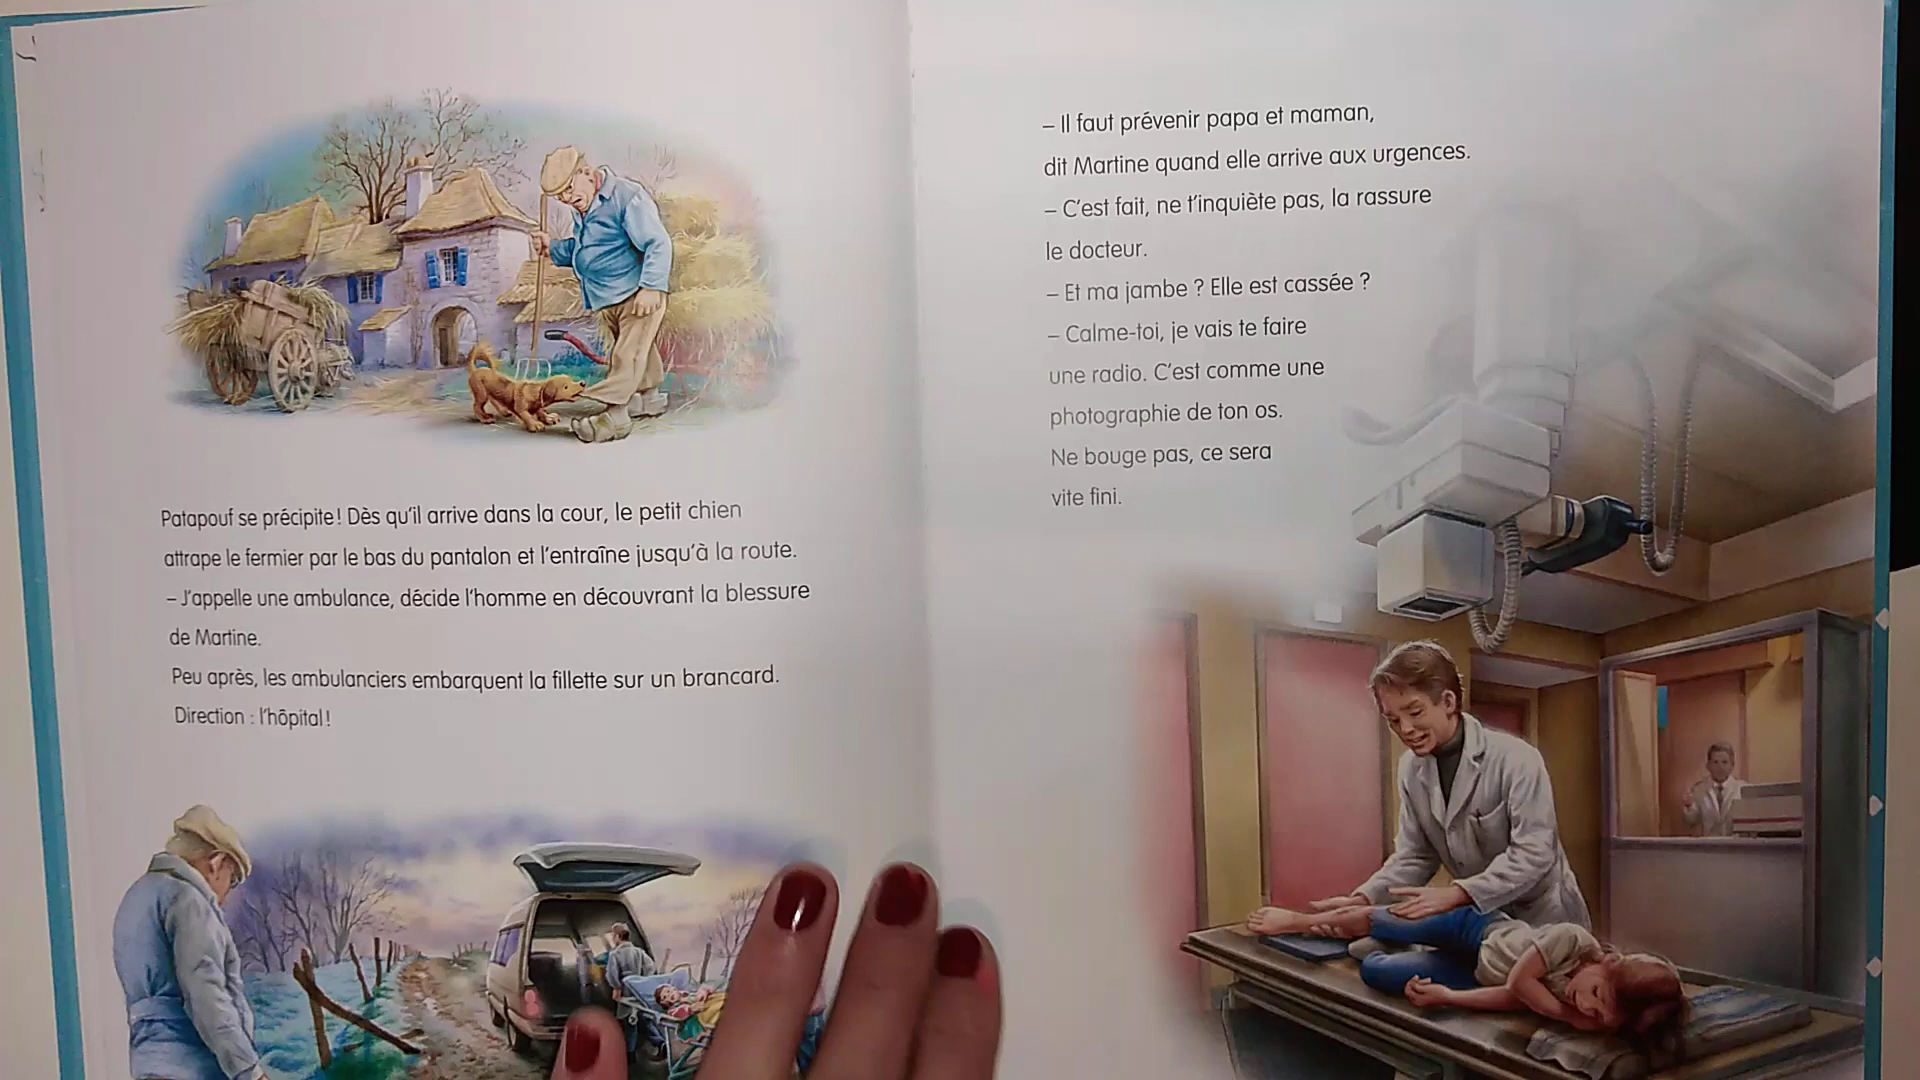 Patapouf se précipite! Dès qu'il arrive dans la cour, le petit chien
attrape le fermier par le bas du pantalon et l'entraîne jusqu'à la route.
– J'appelle une ambulance, décide l'homme en découvrant la blessure
de Martine.
Peu après, les ambulanciers embarquent la fillette sur un brancard.
Direction : l'hôpital!
– Il faut prévenir papa et maman,
dit Martine quand elle arrive aux urgences.
– C'est fait, ne t'inquiète pas, la rassure
le docteur.
– Et ma jambe ? Elle est cassée ?
– Calme-toi, je vais te faire
une radio. C'est comme une
photographie de ton os.
Ne bouge pas, ce sera
vite fini.